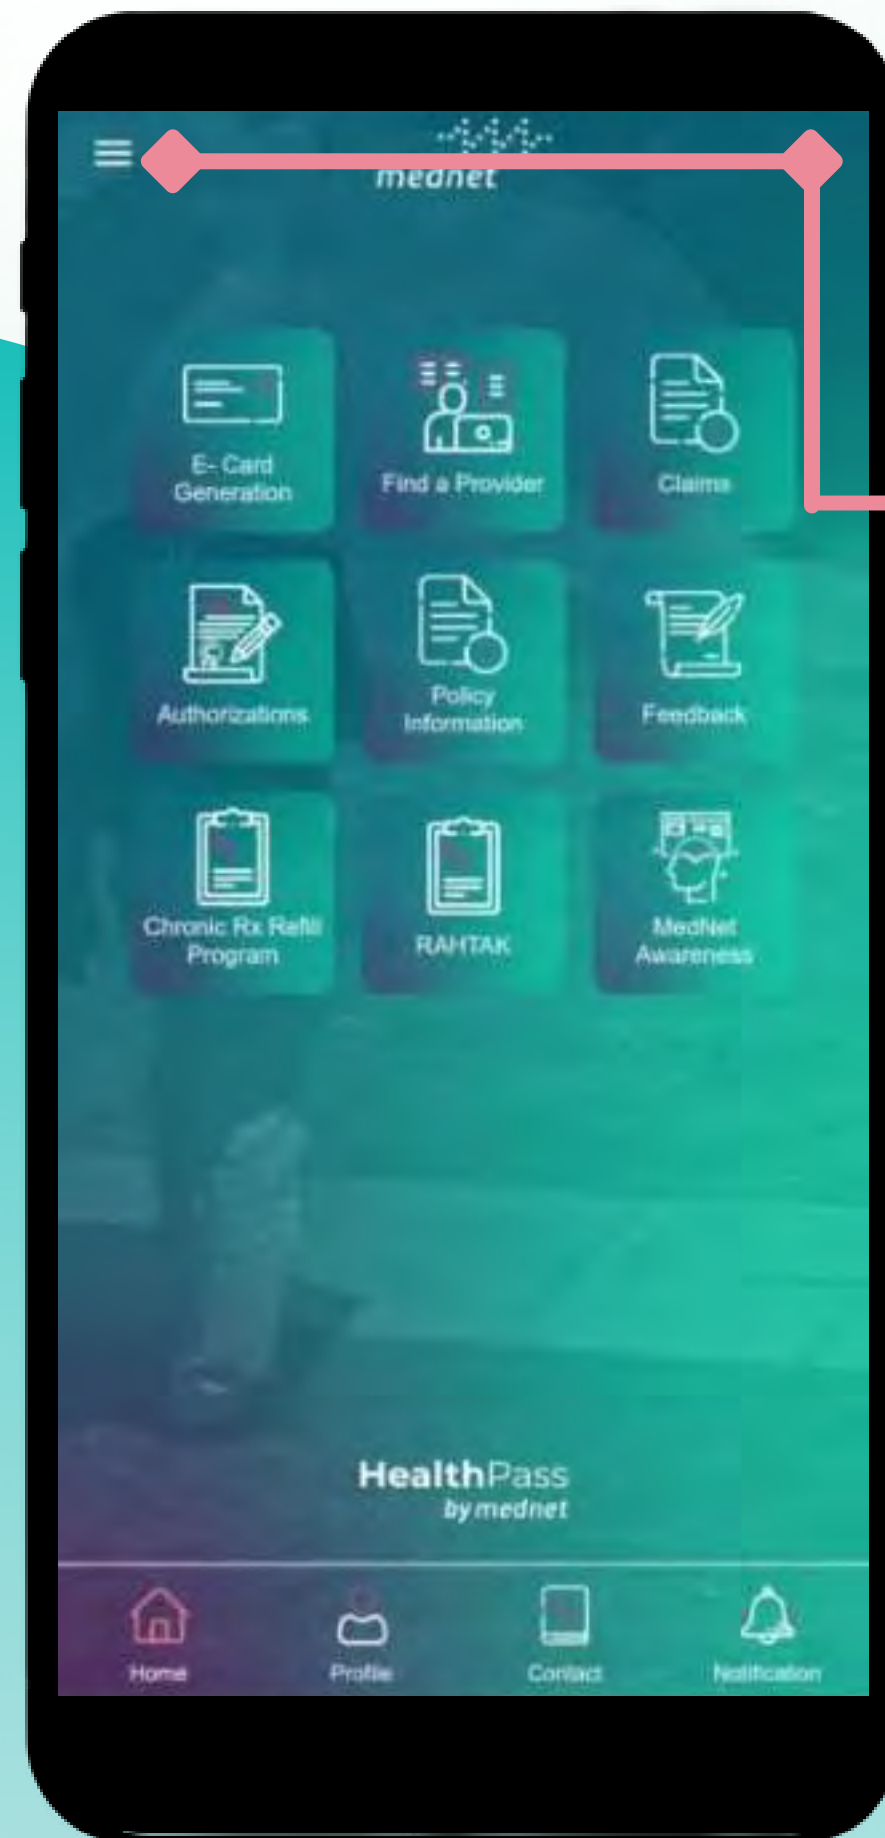 mednet
E- Card
Generation
Find a Provider
Claims
Authorizations
Policy
Information
Feedback
Chronic Rx Refill
Program
RAHTAK
MedNet
Awareness
HealthPass
by mednet
Home
Profile
Contact
Notification